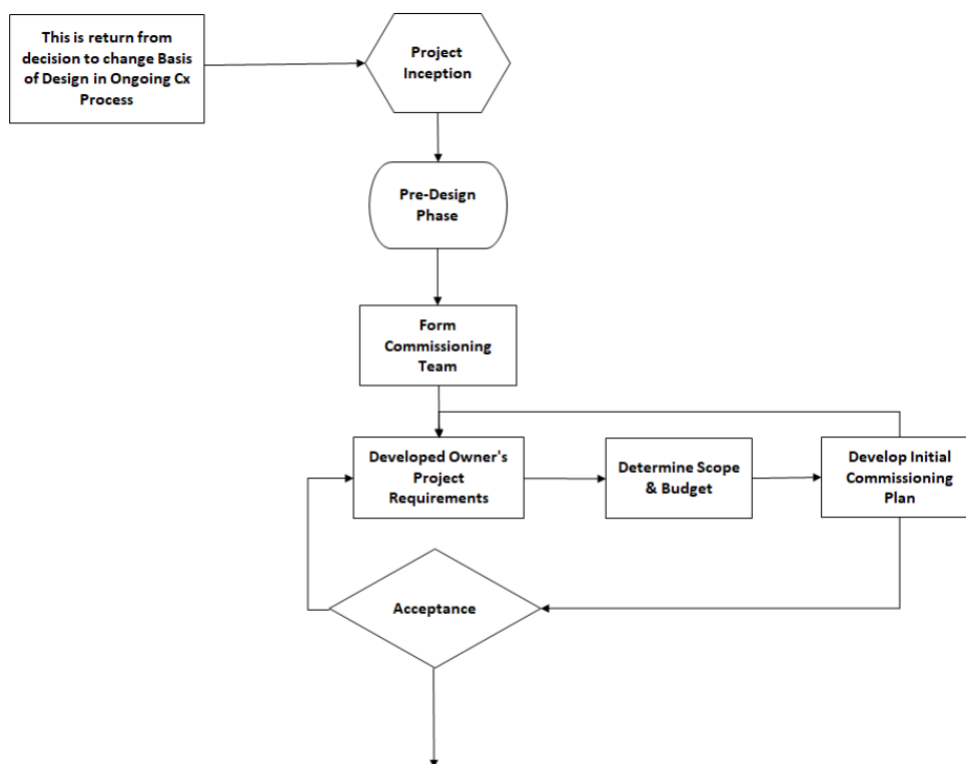 This is return from
decision to change Basis
of Design in Ongoing Cx
Process
Project
Inception
Pre-Design
Phase
Form
Commissioning
Team
Developed Owner's
Project
Requirements
Determine Scope
& Budget
Develop Initial
Commissioning
Plan
Acceptance